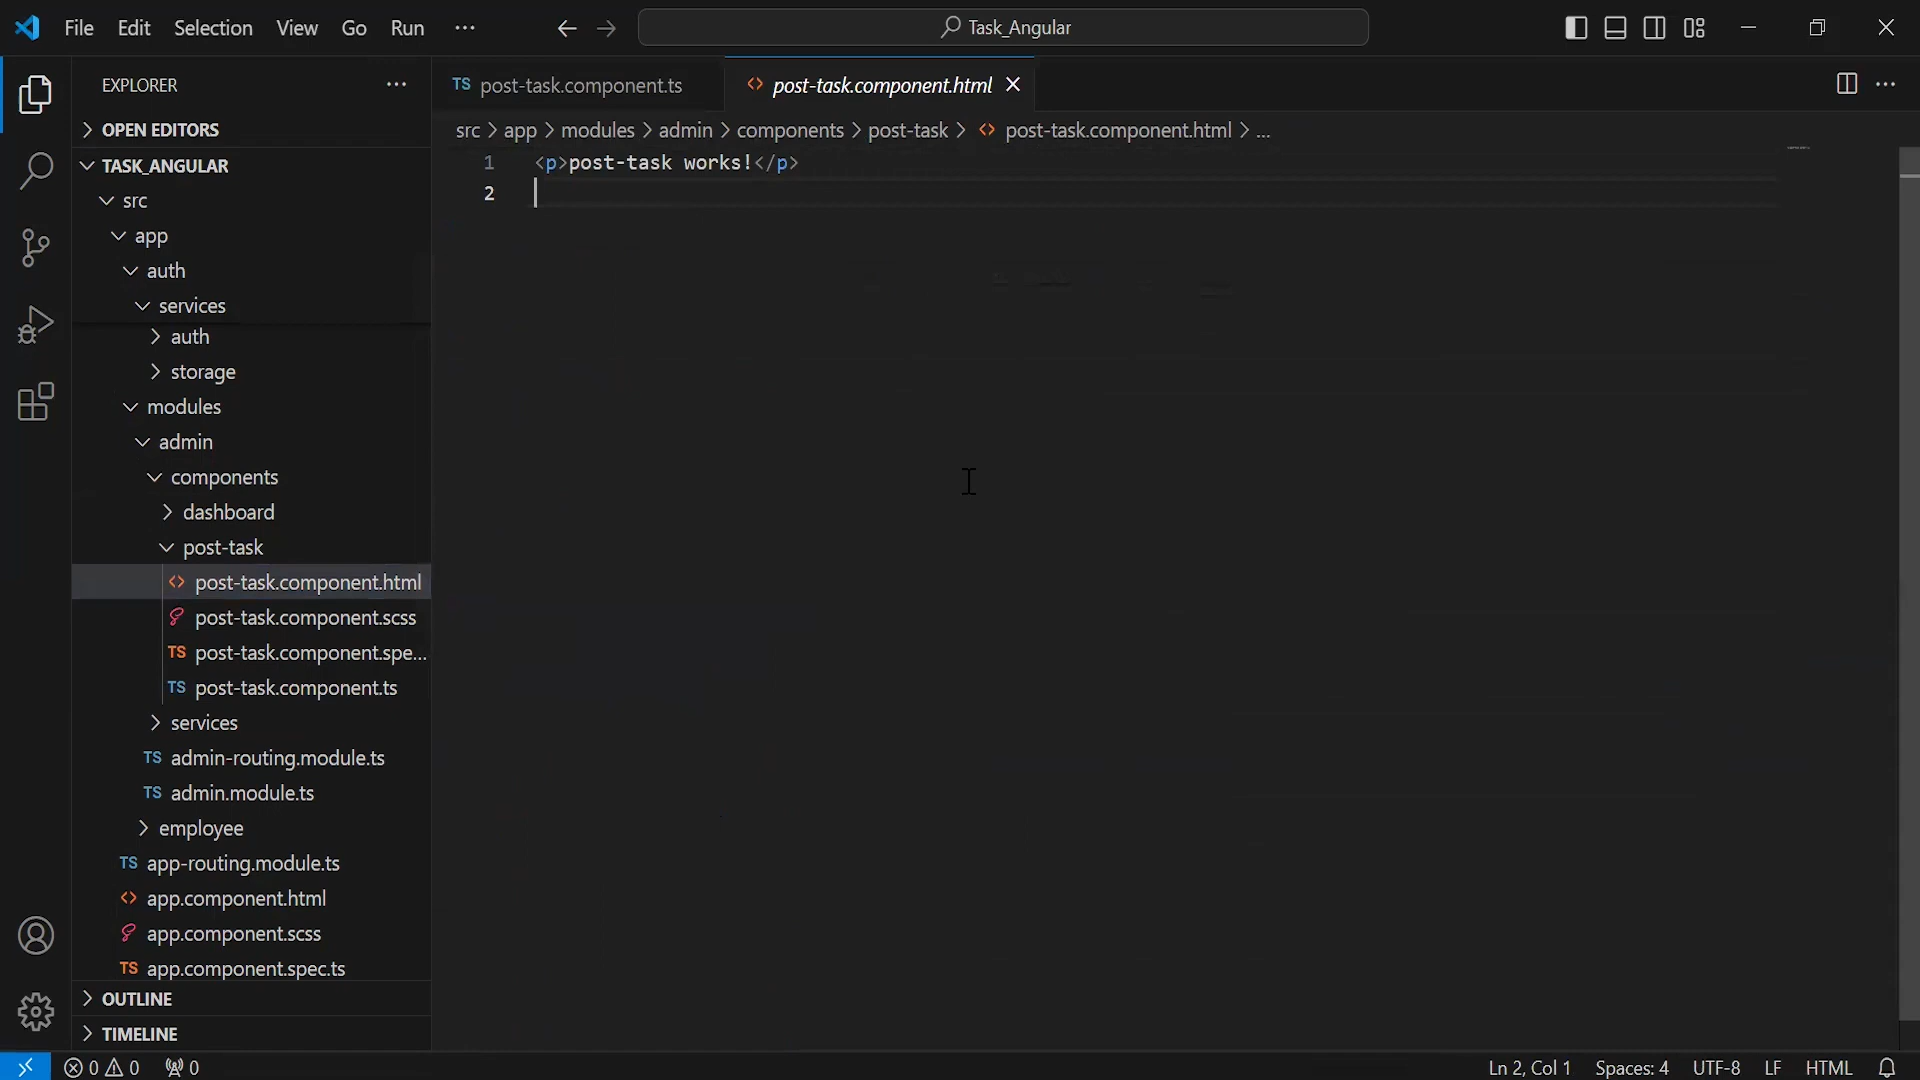 File Edit Selection View Go Run ··· Task_Angular
EXPLORER ···
OPEN EDITORS
TASK_ANGULAR
src
app
auth
services
auth
storage
modules
admin
components
dashboard
post-task
post-task.component.html
post-task.component.scss
TS post-task.component.spe...
TS post-task.component.ts
services
TS admin-routing.module.ts
TS admin.module.ts
employee
TS app-routing.module.ts
app.component.html
app.component.scss
TS app.component.spec.ts
OUTLINE
TIMELINE
TS post-task.component.ts <> post-task.component.html
src > app > modules > admin > components > post-task > <> post-task.component.html > ...
1 <p>post-task works!</p>
2
0 0 0 Ln 2, Col 1 Spaces: 4 UTF-8 LF HTML